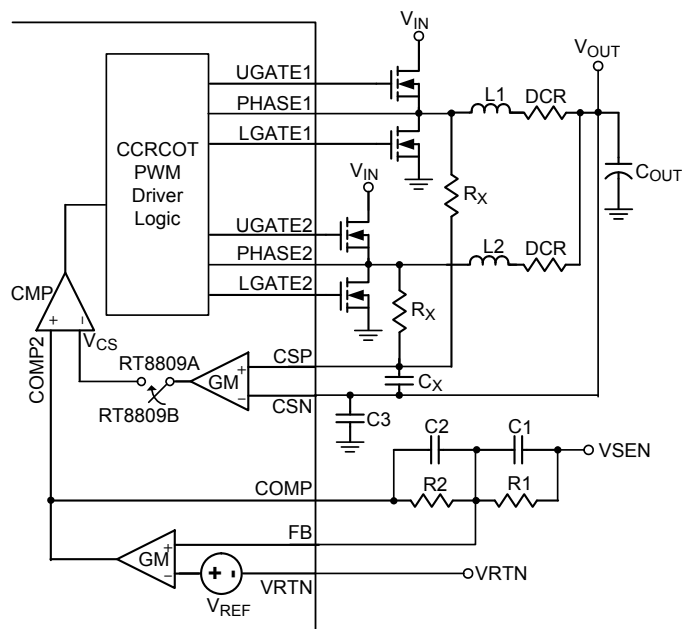 VIN
VOUT
UGATE1
L1
DCR
PHASE1
LGATE1
CCRCOT
PWM
Driver
Logic
COUT
VIN
RX
UGATE2
L2
DCR
PHASE2
LGATE2
CMP
+
-
RX
VCS
COMP2
RT8809A
CSP
GM
+
-
CX
RT8809B
CSN
C3
C2
C1
VSEN
COMP
R2
R1
FB
GM
+
-
+
-
VRTN
VRTN
VREF